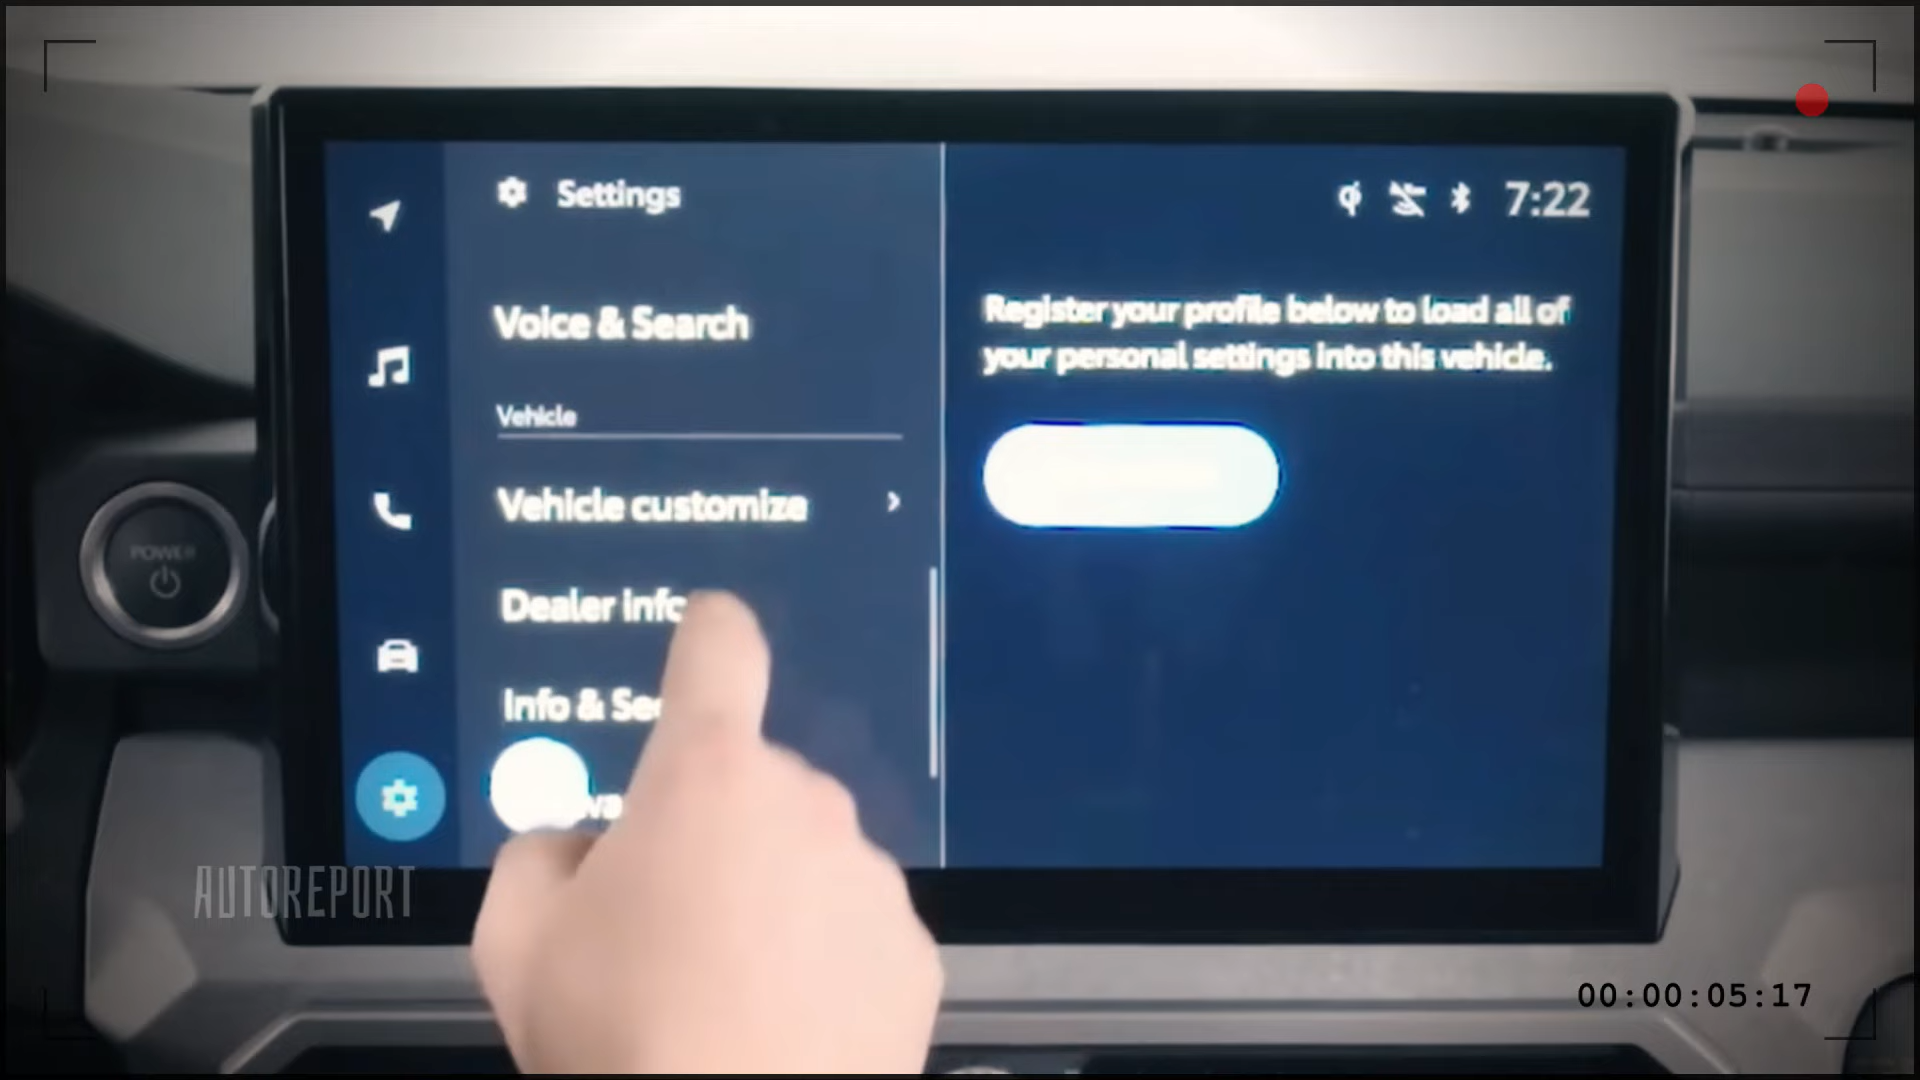 Settings
7:22
Voice & Search
Register your profile below to load all of
your personal settings into this vehicle.
Vehicle
Vehicle customize
POWER
Dealer info
Info &
AUTOREPORT
00:00:05:17